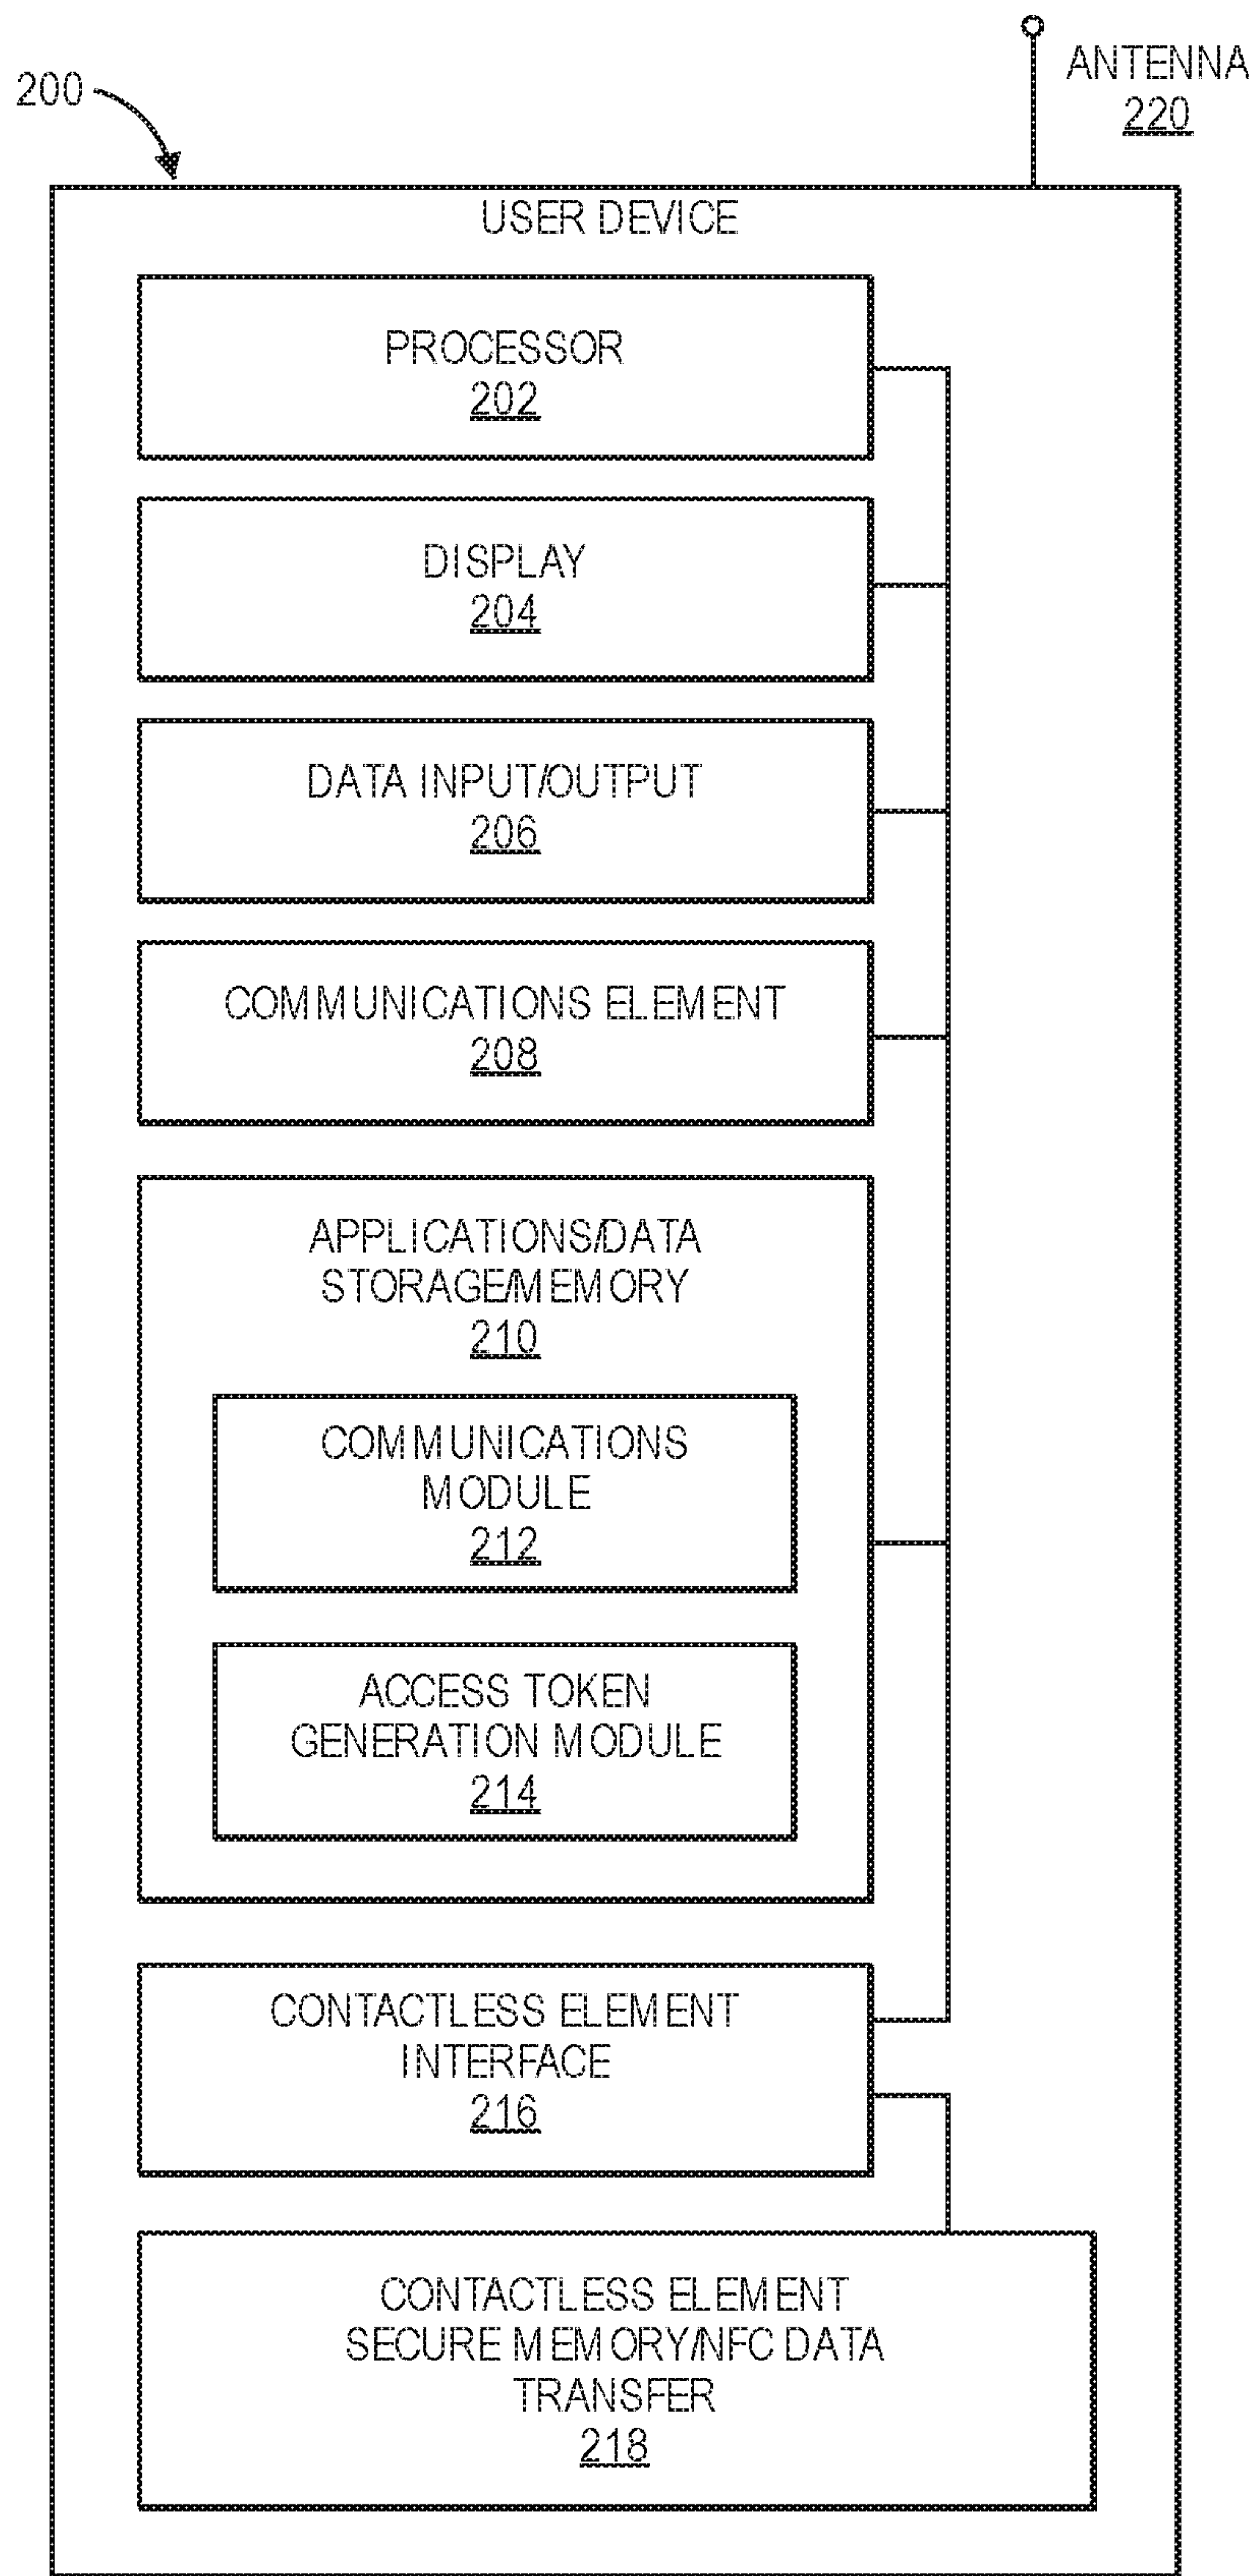 ANTENNA
220
200
USER DEVICE
PROCESSOR
202
DISPLAY
204
DATA INPUT/OUTPUT
206
COMMUNICATIONS ELEMENT
208
APPLICATIONS/DATA
STORAGE/MEMORY
210
COMMUNICATIONS
MODULE
212
ACCESS TOKEN
GENERATION MODULE
214
CONTACTLESS ELEMENT
INTERFACE
216
CONTACTLESS ELEMENT
SECURE MEMORY/NFC DATA
TRANSFER
218